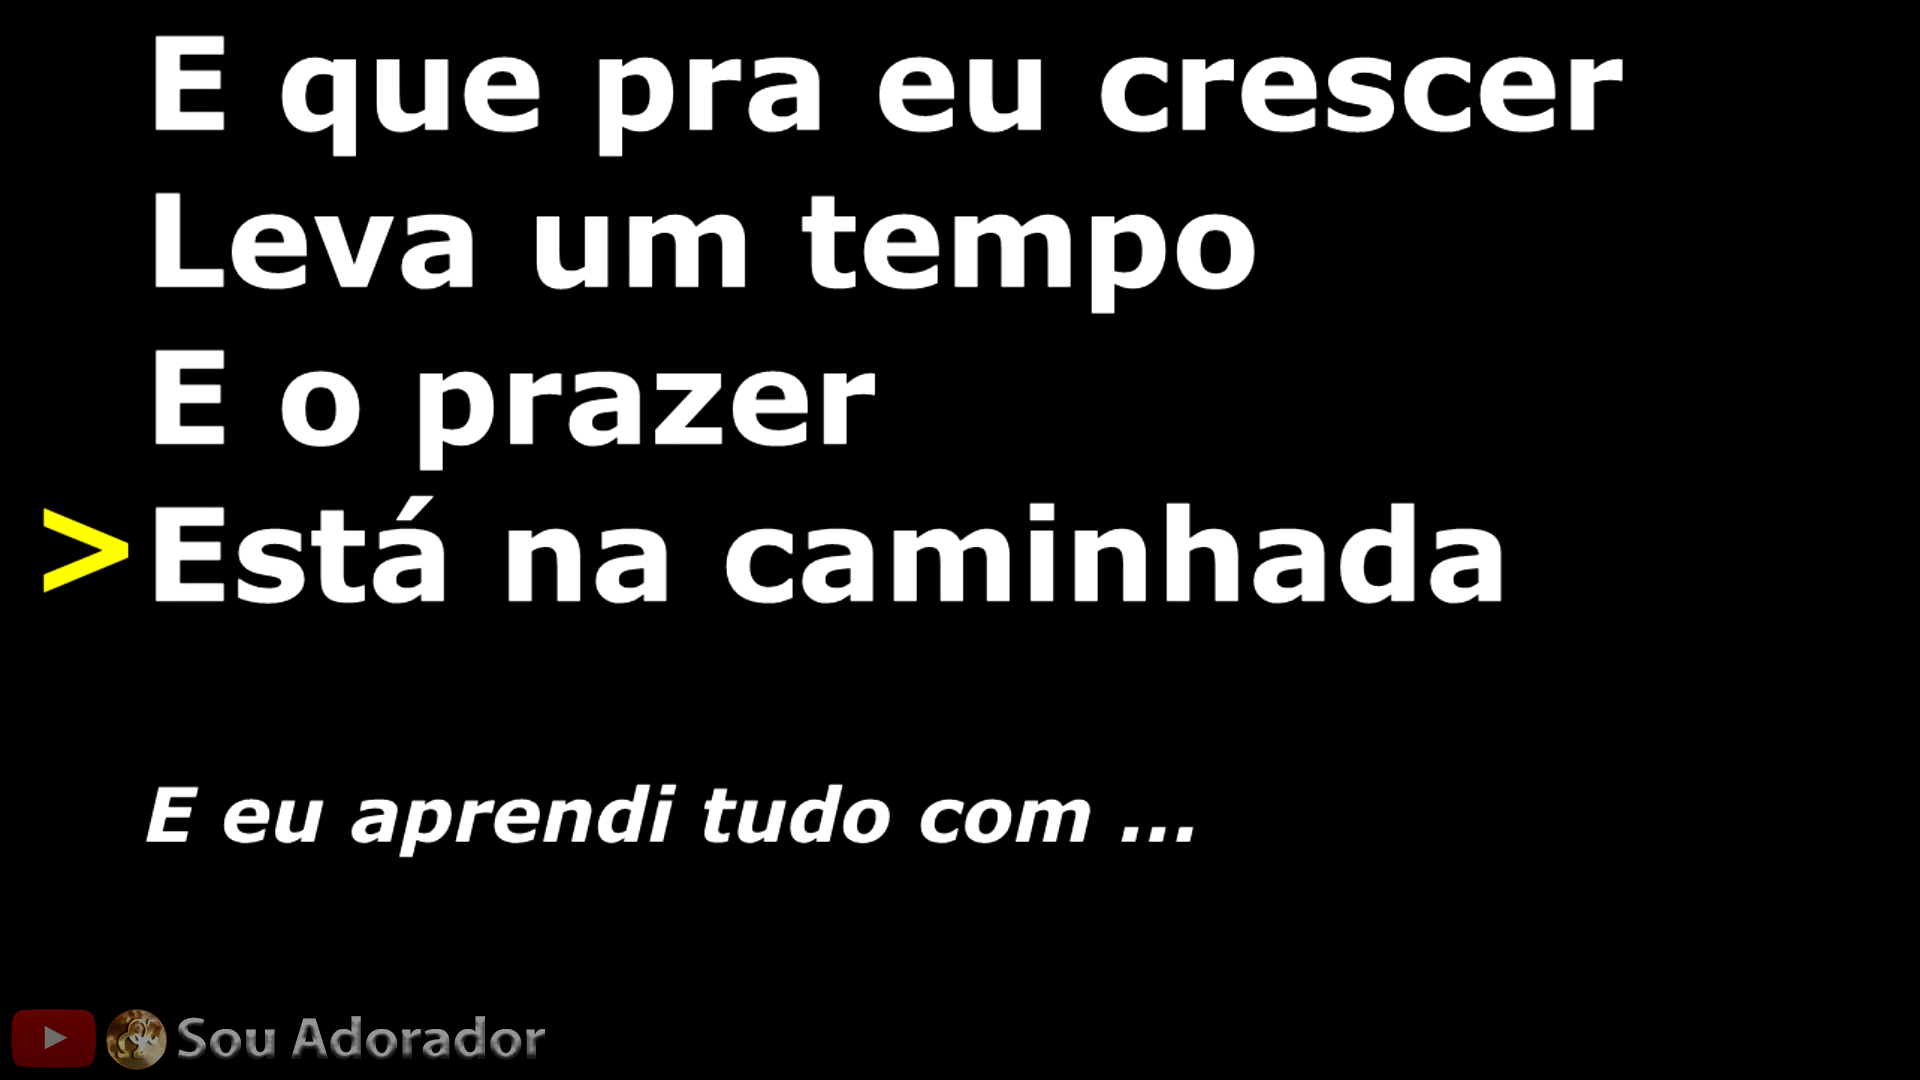 E que pra eu crescer
Leva um tempo
E o prazer
>Está na caminhada
E eu aprendi tudo com ...
Sou Adorador